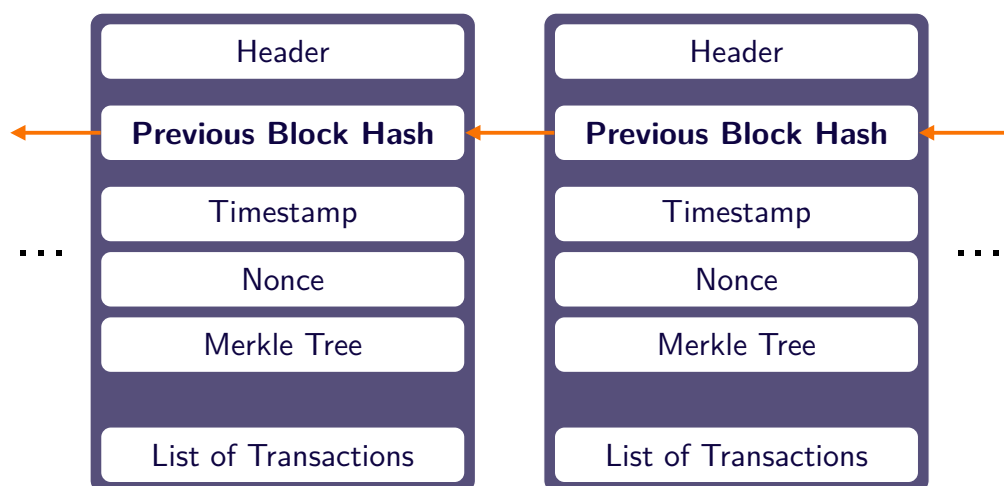 Header
Previous Block Hash
Timestamp
Nonce
Merkle Tree
List of Transactions
Header
Previous Block Hash
Timestamp
Nonce
Merkle Tree
List of Transactions
...
...